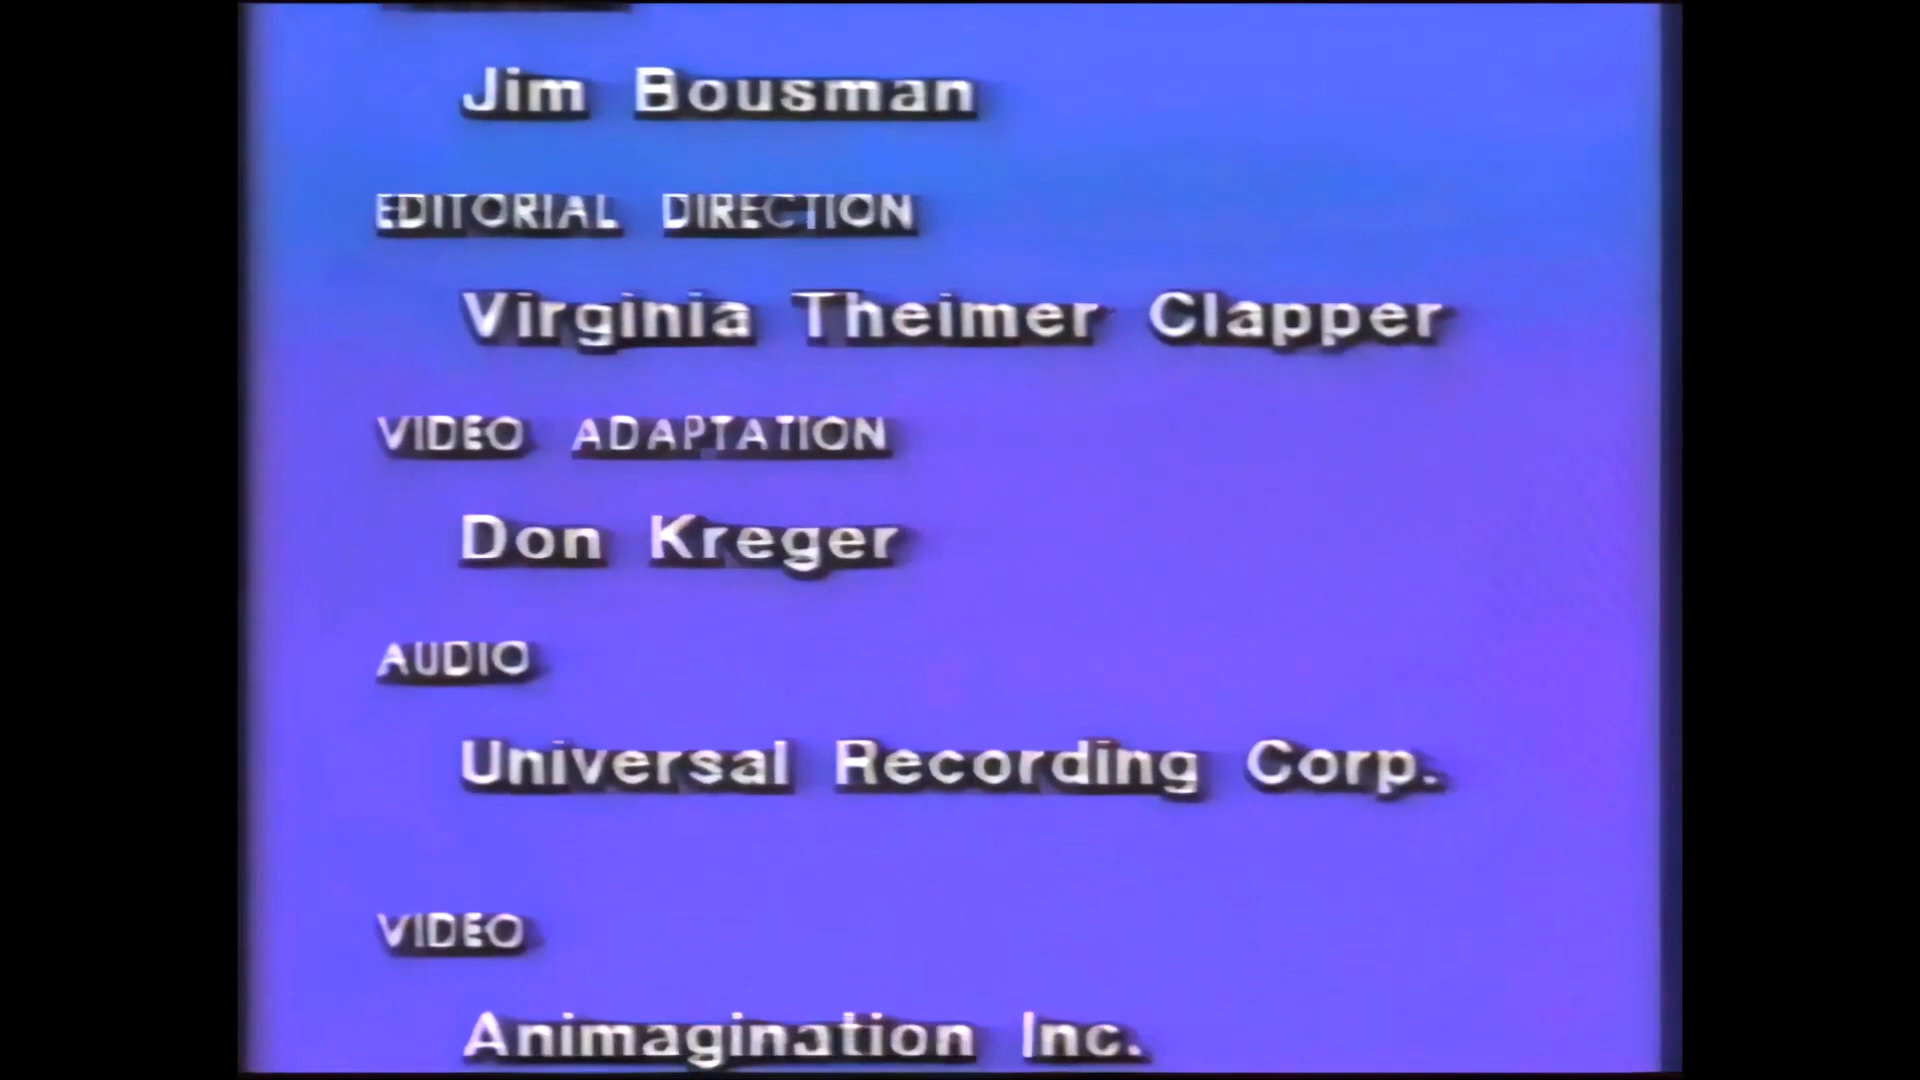 Jim Bousman
EDITORIAL DIRECTION
Virginia Theimer Clapper
VIDEO ADAPTATION
Don Kreger
AUDIO
Universal Recording Corp.
VIDEO
Animagination Inc.